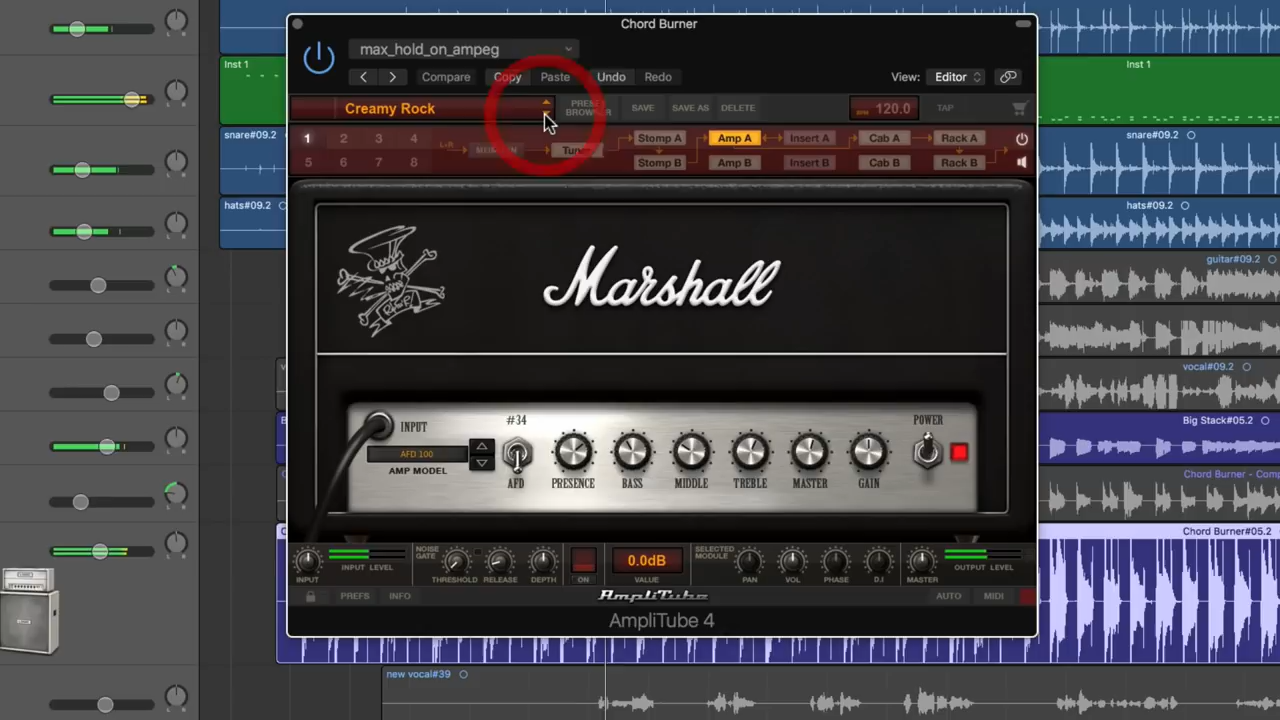 Chord Burner
max_hold_on_ampeg
Compare Copy Paste Undo Redo View: Editor
Inst 1 Inst 1
Creamy Rock PRESET BROWSER SAVE SAVE AS DELETE BPM 120.0 TAP
1 2 3 4 Left Tuner Stomp A Amp A Insert A Cab A Rack A
5 6 7 8 Stomp B Amp B Insert B Cab B Rack B
snare#09.2 snare#09.2
hats#09.2 hats#09.2
guitar#09.2
Marshall
vocal#09.2
Big Stack#05.2
INPUT #34 POWER
AFD 100
AMP MODEL
AFD PRESENCE BASS MIDDLE TREBLE MASTER GAIN
Chord Burner - Comp
Chord Burner#05.2
NOISE GATE 0.0dB SELECTED MODULE
INPUT INPUT LEVEL THRESHOLD RELEASE DEPTH ON VALUE PAN VOL PHASE D.I MASTER OUTPUT LEVEL
PREFS INFO AmpliTube AUTO MIDI
AmpliTube 4
new vocal#39